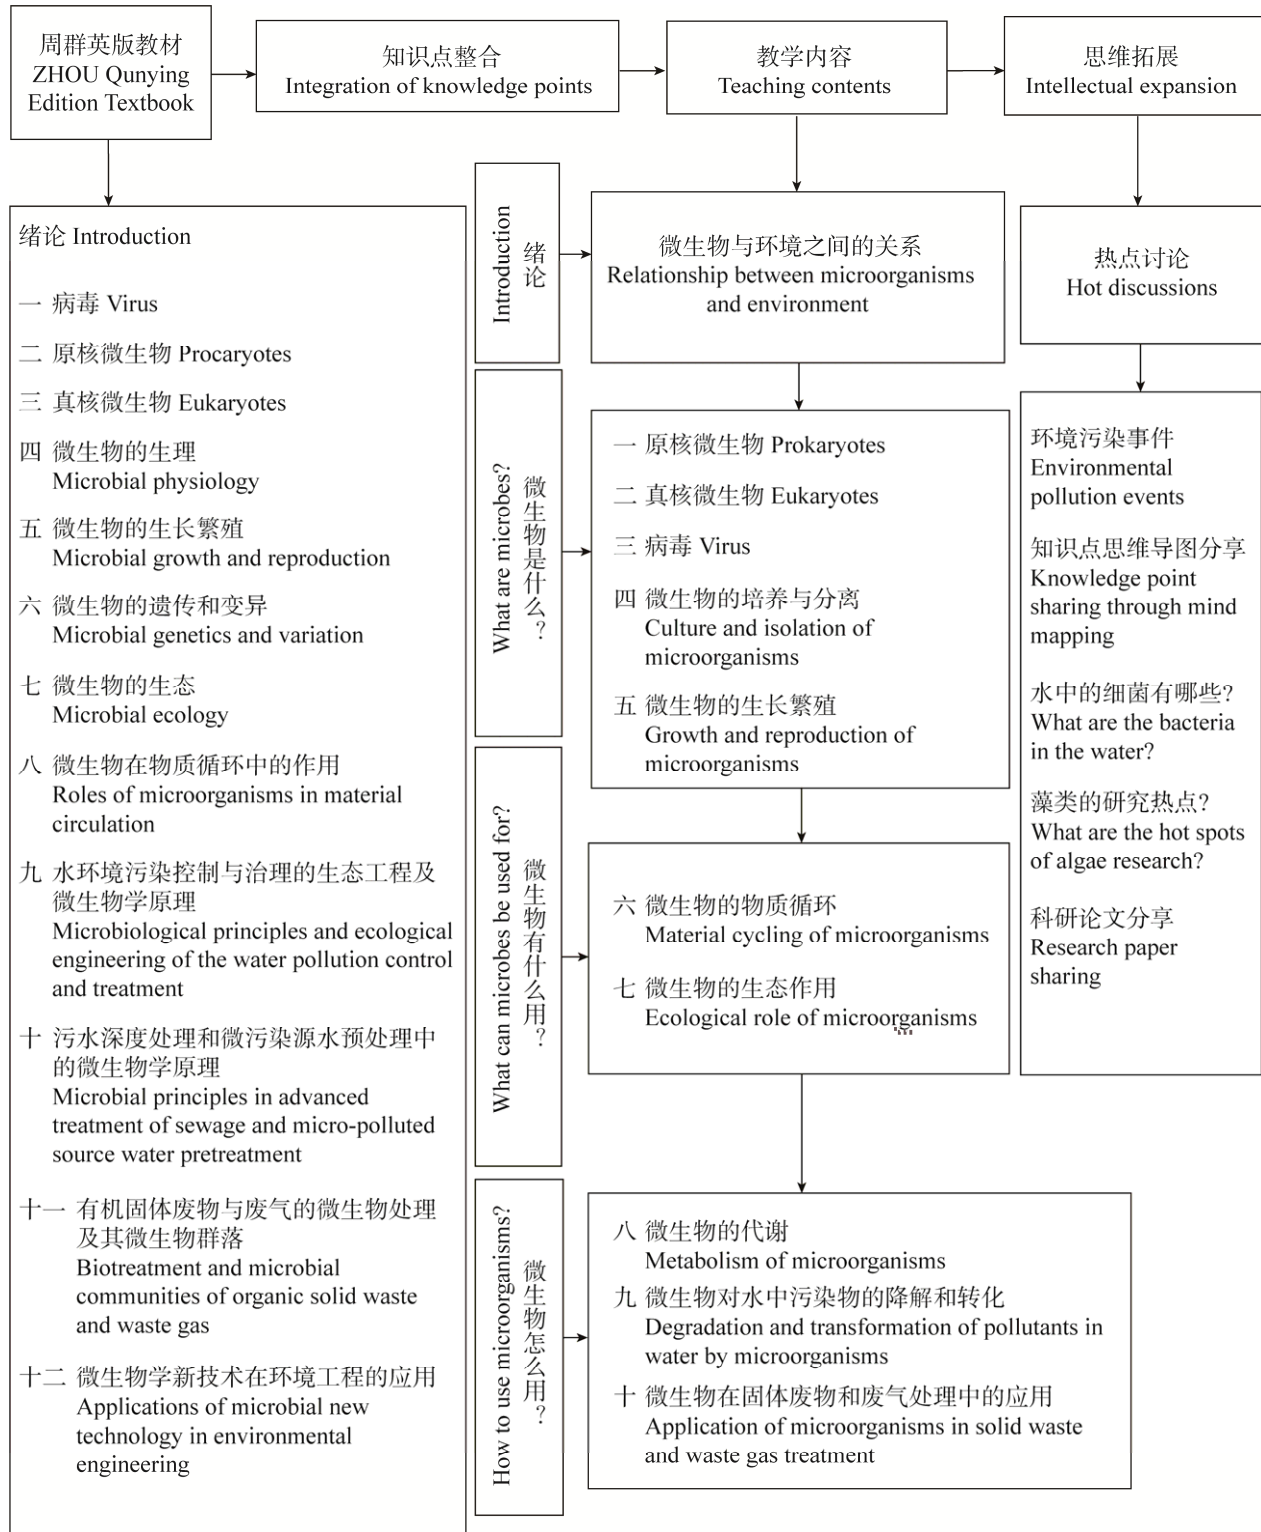 周群英版教材
ZHOU Qunying
Edition Textbook
知识点整合
Integration of knowledge points
教学内容
Teaching contents
思维拓展
Intellectual expansion
绪论 Introduction
一 病毒 Virus
二 原核微生物 Procaryotes
三 真核微生物 Eukaryotes
四 微生物的生理
Microbial physiology
五 微生物的生长繁殖
Microbial growth and reproduction
六 微生物的遗传和变异
Microbial genetics and variation
七 微生物的生态
Microbial ecology
八 微生物在物质循环中的作用
Roles of microorganisms in material
circulation
九 水环境污染控制与治理的生态工程及
微生物学原理
Microbiological principles and ecological
engineering of the water pollution control
and treatment
十 污水深度处理和微污染源水预处理中
的微生物学原理
Microbial principles in advanced
treatment of sewage and micro-polluted
source water pretreatment
十一 有机固体废物与废气的微生物处理
及其微生物群落
Biotreatment and microbial
communities of organic solid waste
and waste gas
十二 微生物学新技术在环境工程的应用
Applications of microbial new
technology in environmental
engineering
绪论
Introduction
微生物是什么？
What are microbes?
微生物有什么用？
What can microbes be used for?
微生物怎么用？
How to use microorganisms?
微生物与环境之间的关系
Relationship between microorganisms
and environment
一 原核微生物 Prokaryotes
二 真核微生物 Eukaryotes
三 病毒 Virus
四 微生物的培养与分离
Culture and isolation of
microorganisms
五 微生物的生长繁殖
Growth and reproduction of
microorganisms
六 微生物的物质循环
Material cycling of microorganisms
七 微生物的生态作用
Ecological role of microorganisms
八 微生物的代谢
Metabolism of microorganisms
九 微生物对水中污染物的降解和转化
Degradation and transformation of pollutants in
water by microorganisms
十 微生物在固体废物和废气处理中的应用
Application of microorganisms in solid waste
and waste gas treatment
热点讨论
Hot discussions
环境污染事件
Environmental
pollution events
知识点思维导图分享
Knowledge point
sharing through mind
mapping
水中的细菌有哪些?
What are the bacteria
in the water?
藻类的研究热点?
What are the hot spots
of algae research?
科研论文分享
Research paper
sharing